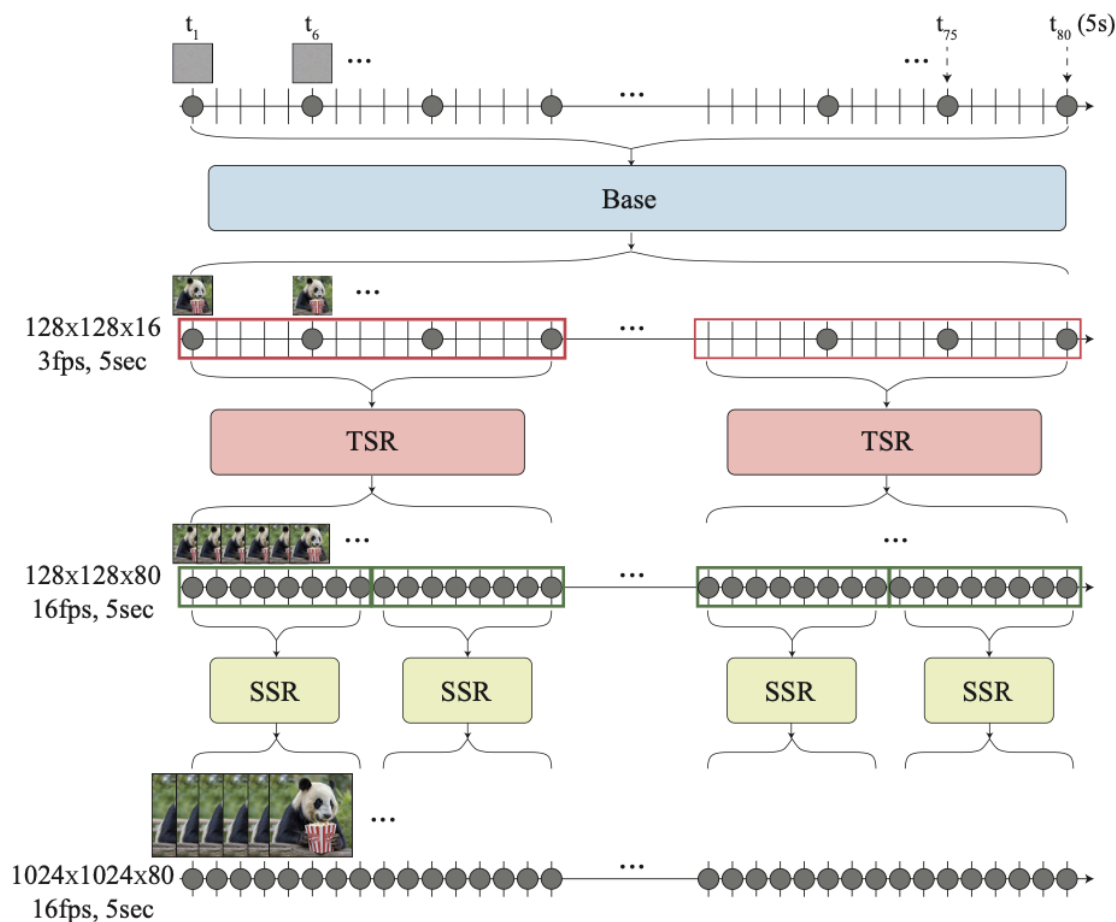 t1 t6 ... ... t75 t80 (5s)
...
Base
...
128x128x16
3fps, 5sec
...
TSR TSR
... ...
128x128x80
16fps, 5sec
...
SSR SSR SSR SSR
...
1024x1024x80
16fps, 5sec
...